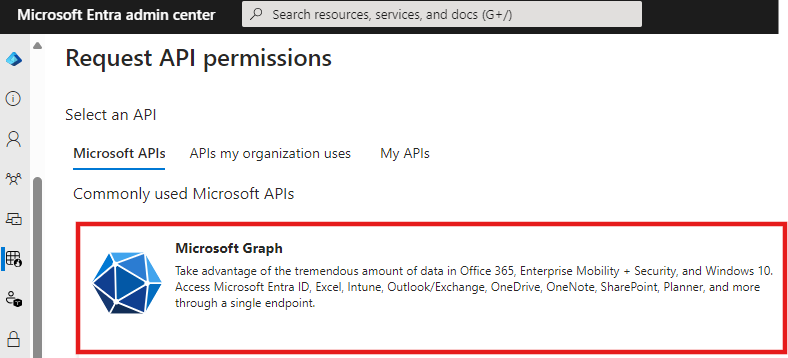 Microsoft Entra admin center
Search resources, services, and docs (G+/)
Request API permissions
Select an API
Microsoft APIs
APIs my organization uses
My APIs
Commonly used Microsoft APIs
Microsoft Graph
Take advantage of the tremendous amount of data in Office 365, Enterprise Mobility + Security, and Windows 10.
Access Microsoft Entra ID, Excel, Intune, Outlook/Exchange, OneDrive, OneNote, SharePoint, Planner, and more
through a single endpoint.